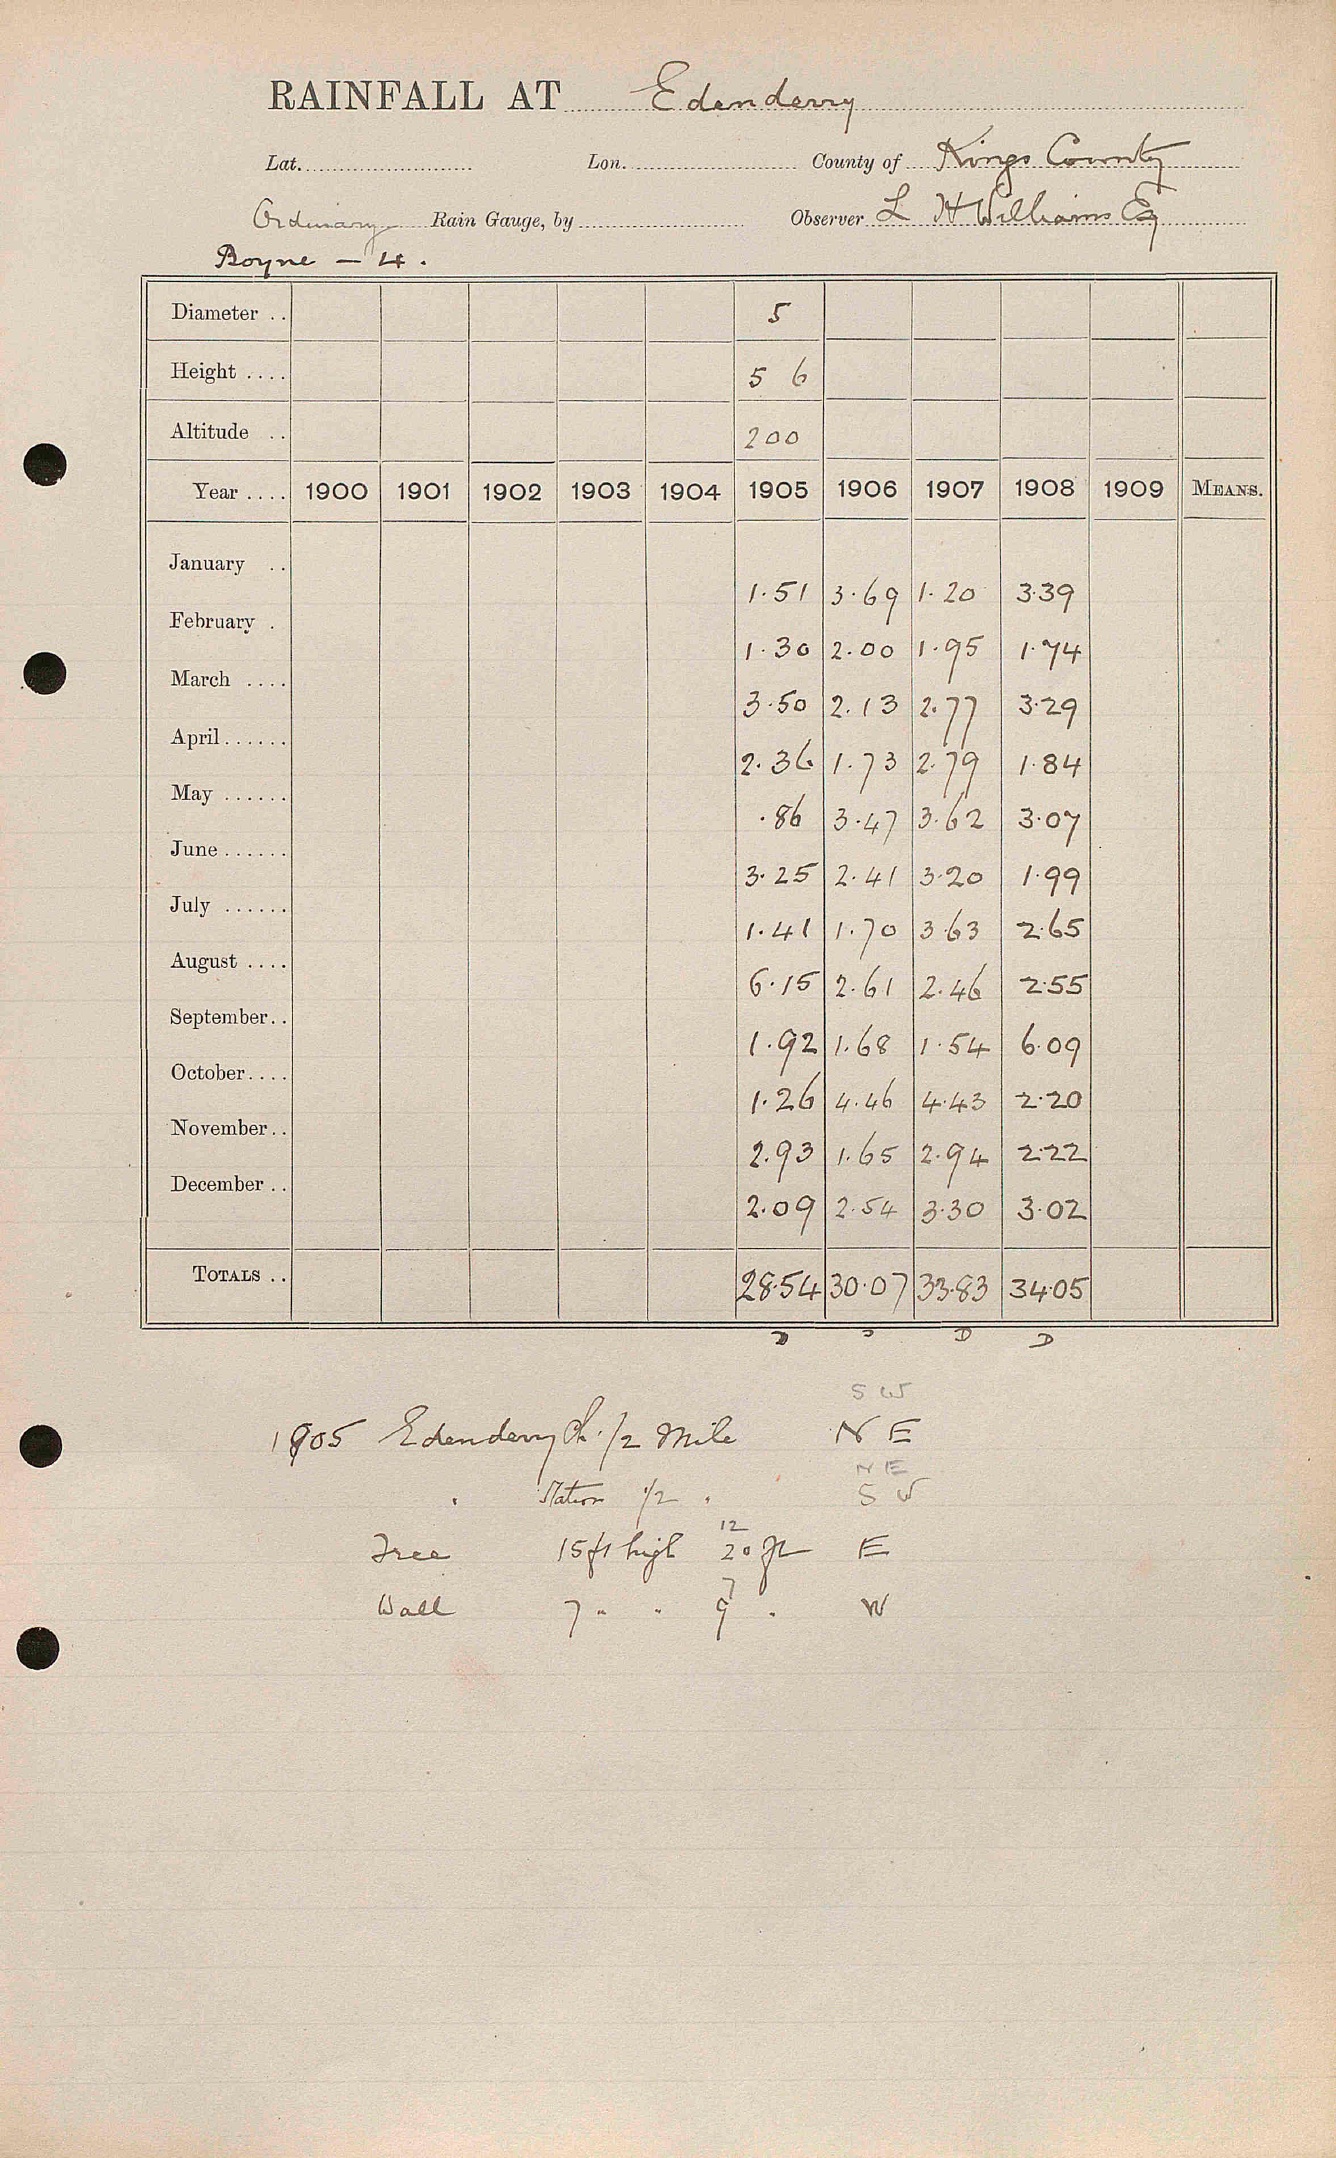 RAINFALL AT Edenderry
Lat. Lon. County of Kings County
Ordinary Rain Gauge, by Observer L H Williams Esq
Boyne - 4.
Diameter .. 5
Height .... 5 6
Altitude .. 200
Year .... 1900 1901 1902 1903 1904 1905 1906 1907 1908 1909 MEANS.
January .. 1.51 3.69 1.20 3.39
February . 1.30 2.00 1.95 1.74
March .... 3.50 2.13 2.77 3.29
April...... 2.36 1.73 2.79 1.84
May ...... .86 3.47 3.62 3.07
June...... 3.25 2.41 3.20 1.99
July ...... 1.41 1.70 3.63 2.65
August .... 6.15 2.61 2.46 2.55
September.. 1.92 1.68 1.54 6.09
October.... 1.26 4.46 4.43 2.20
November.. 2.93 1.65 2.94 2.22
December .. 2.09 2.54 3.30 3.02
TOTALS .. 28.54 30.07 33.83 34.05
D D D D
S W
1905 Edenderry Ch. 1/2 Mile N E
N E
" Station 1/2 " S W
12
Tree 15ft high 20 ft E
7
Wall 7 " " 9 " W